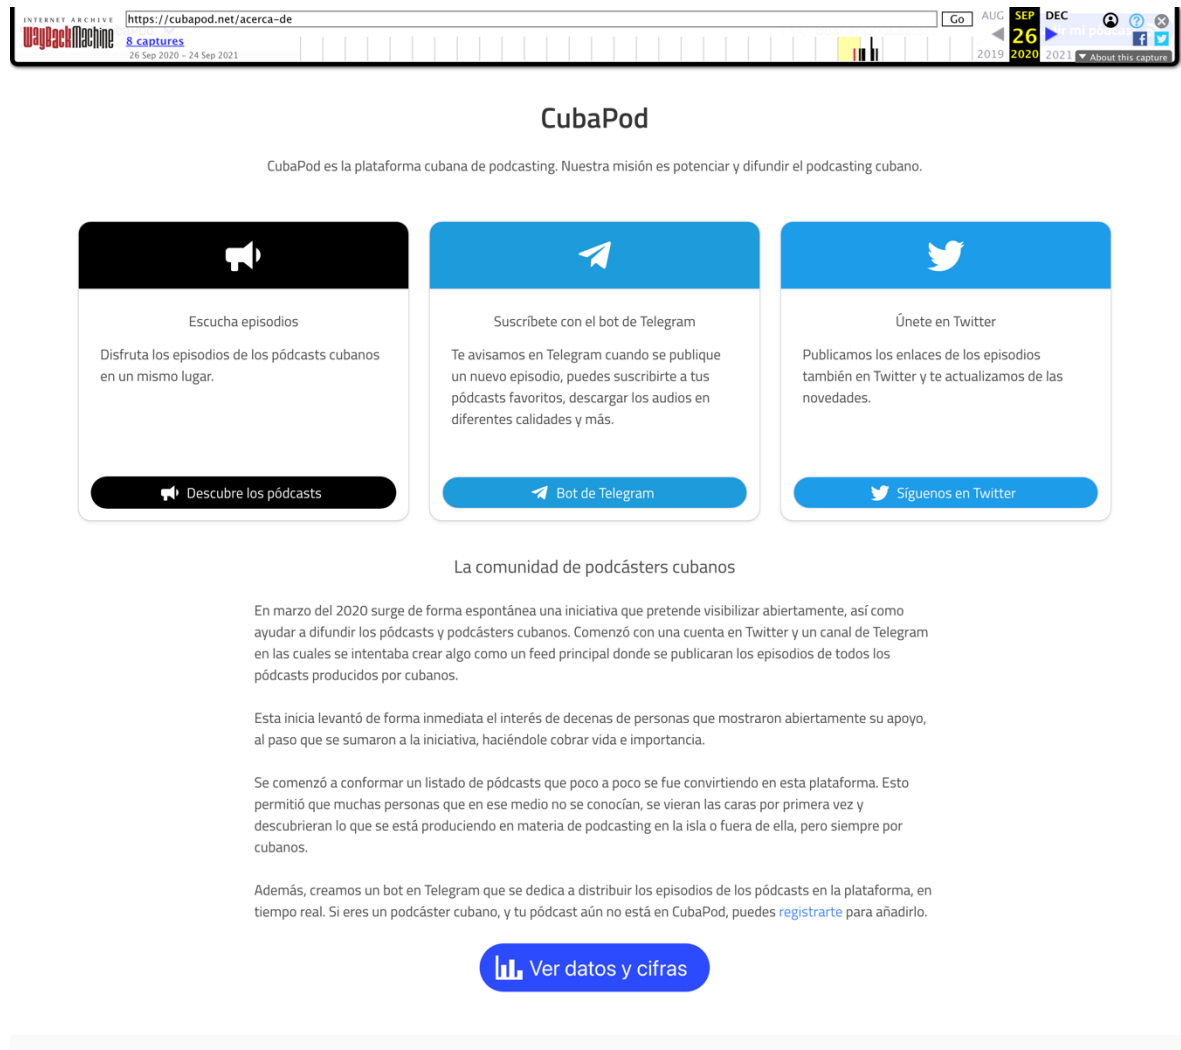 INTERNET ARCHIVE
WayBackMachine
https://cubapod.net/acerca-de
Go
8 captures
26 Sep 2020 - 24 Sep 2021
AUG SEP DEC
26
2019 2020 2021
About this capture
CubaPod
CubaPod es la plataforma cubana de podcasting. Nuestra misión es potenciar y difundir el podcasting cubano.
Escucha episodios
Disfruta los episodios de los pódcasts cubanos
en un mismo lugar.
Descubre los pódcasts
Suscríbete con el bot de Telegram
Te avisamos en Telegram cuando se publique
un nuevo episodio, puedes suscribirte a tus
pódcasts favoritos, descargar los audios en
diferentes calidades y más.
Bot de Telegram
Únete en Twitter
Publicamos los enlaces de los episodios
también en Twitter y te actualizamos de las
novedades.
Síguenos en Twitter
La comunidad de podcásters cubanos
En marzo del 2020 surge de forma espontánea una iniciativa que pretende visibilizar abiertamente, así como
ayudar a difundir los pódcasts y podcásters cubanos. Comenzó con una cuenta en Twitter y un canal de Telegram
en las cuales se intentaba crear algo como un feed principal donde se publicaran los episodios de todos los
pódcasts producidos por cubanos.
Esta inicia levantó de forma inmediata el interés de decenas de personas que mostraron abiertamente su apoyo,
al paso que se sumaron a la iniciativa, haciéndole cobrar vida e importancia.
Se comenzó a conformar un listado de pódcasts que poco a poco se fue convirtiendo en esta plataforma. Esto
permitió que muchas personas que en ese medio no se conocían, se vieran las caras por primera vez y
descubrieran lo que se está produciendo en materia de podcasting en la isla o fuera de ella, pero siempre por
cubanos.
Además, creamos un bot en Telegram que se dedica a distribuir los episodios de los pódcasts en la plataforma, en
tiempo real. Si eres un podcáster cubano, y tu pódcast aún no está en CubaPod, puedes registrarte para añadirlo.
Ver datos y cifras